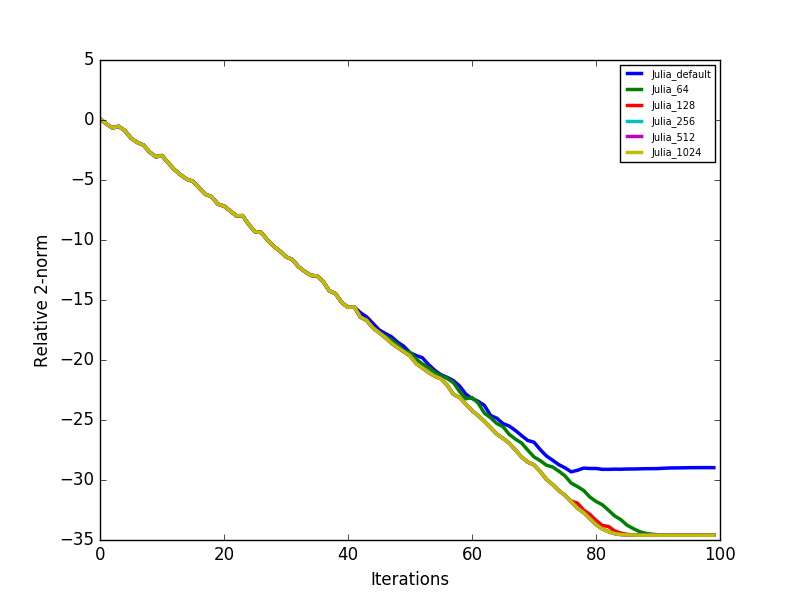 5
0
−5
−10
−15
−20
−25
−30
−35
Relative 2-norm
Julia_default
Julia_64
Julia_128
Julia_256
Julia_512
Julia_1024
0 20 40 60 80 100
Iterations